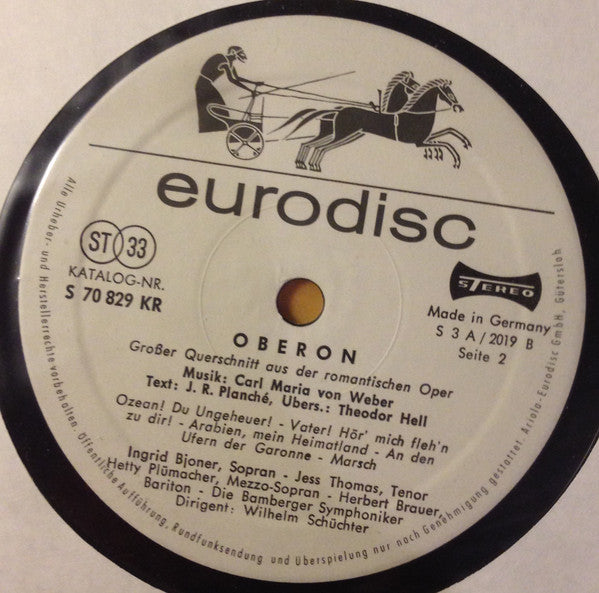 eurodisc
ST 33
KATALOG-NR.
S 70 829 KR
STEREO
Made in Germany
S 3 A / 2019 B
Seite 2
OBERON
Großer Querschnitt aus der romantischen Oper
Musik: Carl Maria von Weber
Text: J. R. Planché, Übers.: Theodor Hell
Ozean! Du Ungeheuer! - Vater! Hör' mich fleh'n
zu dir! - Arabien, mein Heimatland - An den
Ufern der Garonne - Marsch
Ingrid Bjoner, Sopran - Jess Thomas, Tenor
Hetty Plümacher, Mezzo-Sopran - Herbert Brauer,
Bariton - Die Bamberger Symphoniker
Dirigent: Wilhelm Schüchter
Alle Urheber- und Herstellerrechte vorbehalten. Öffentliche Aufführung, Rundfunksendung und Überspielung nur nach Genehmigung gestattet. Ariola-Eurodisc GmbH, Gütersloh